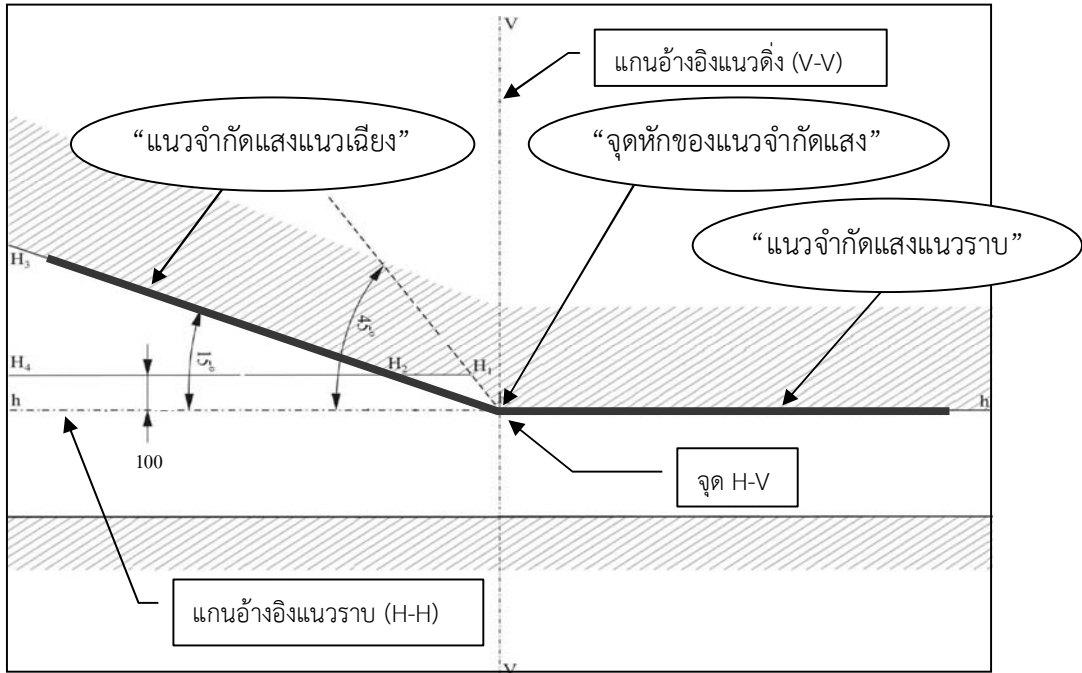 V
แกนอ้างอิงแนวดิ่ง (V-V)
“แนวจำกัดแสงแนวเฉียง”
“จุดหักของแนวจำกัดแสง”
“แนวจำกัดแสงแนวราบ”
H3
45°
15°
H4
H2
H1
h
h
100
จุด H-V
แกนอ้างอิงแนวราบ (H-H)
V